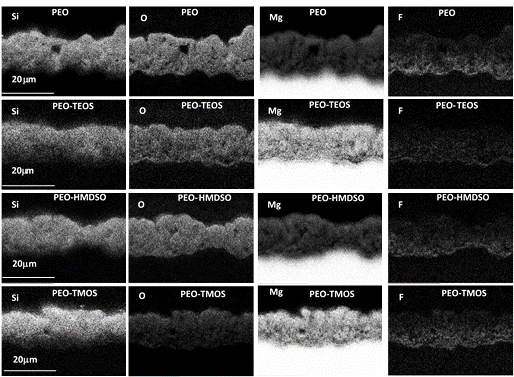 Si PEO
20μm
O PEO
Mg PEO
F PEO
Si PEO-TEOS
20μm
O PEO-TEOS
Mg PEO-TEOS
F PEO-TEOS
Si PEO-HMDSO
20μm
O PEO-HMDSO
Mg PEO-HMDSO
F PEO-HMDSO
Si PEO-TMOS
20μm
O PEO-TMOS
Mg PEO-TMOS
F PEO-TMOS